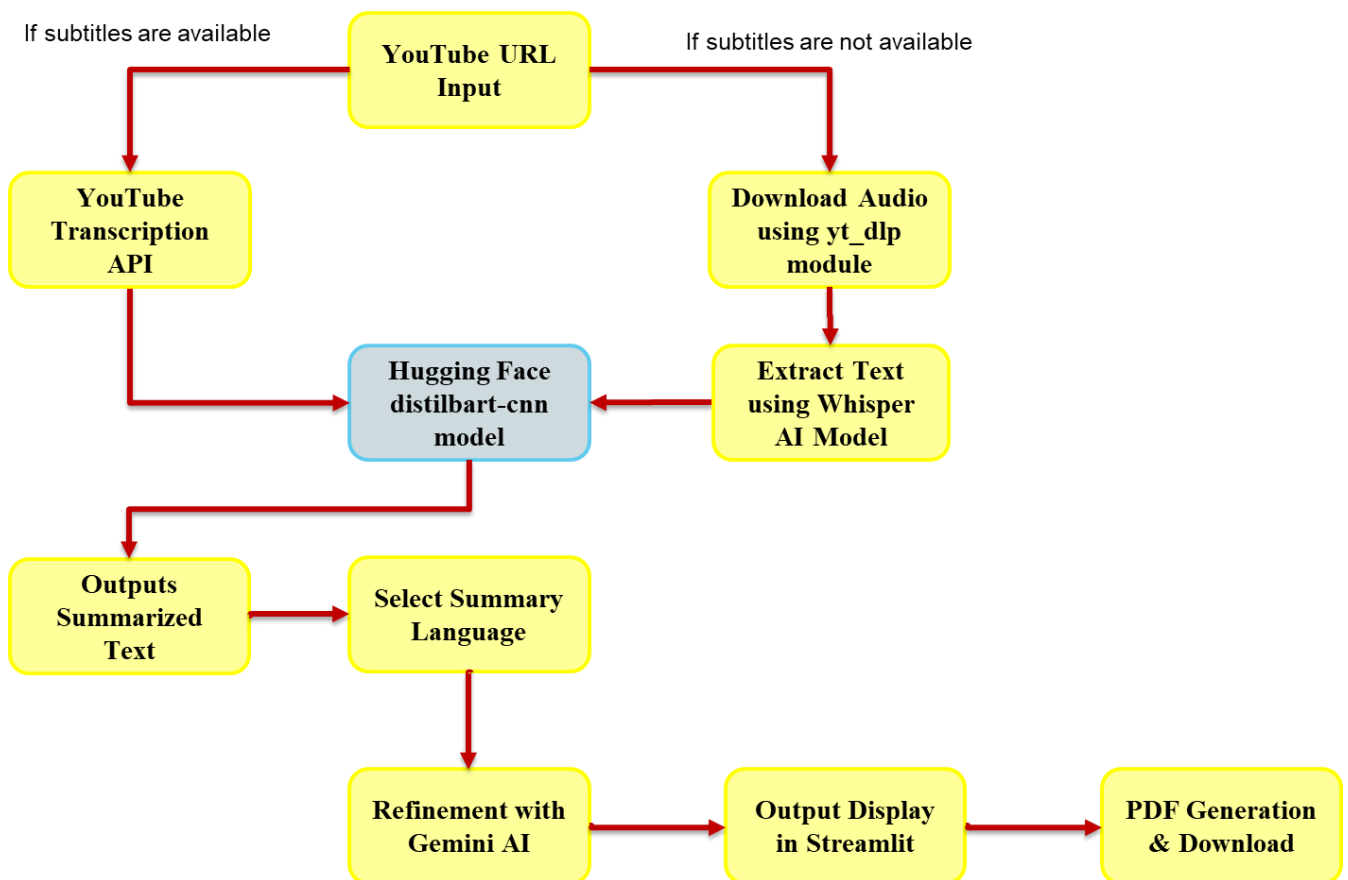 If subtitles are available
YouTube URL
Input
If subtitles are not available
YouTube
Transcription
API
Download Audio
using yt_dlp
module
Hugging Face
distilbart-cnn
model
Extract Text
using Whisper
AI Model
Outputs
Summarized
Text
Select Summary
Language
Refinement with
Gemini AI
Output Display
in Streamlit
PDF Generation
& Download